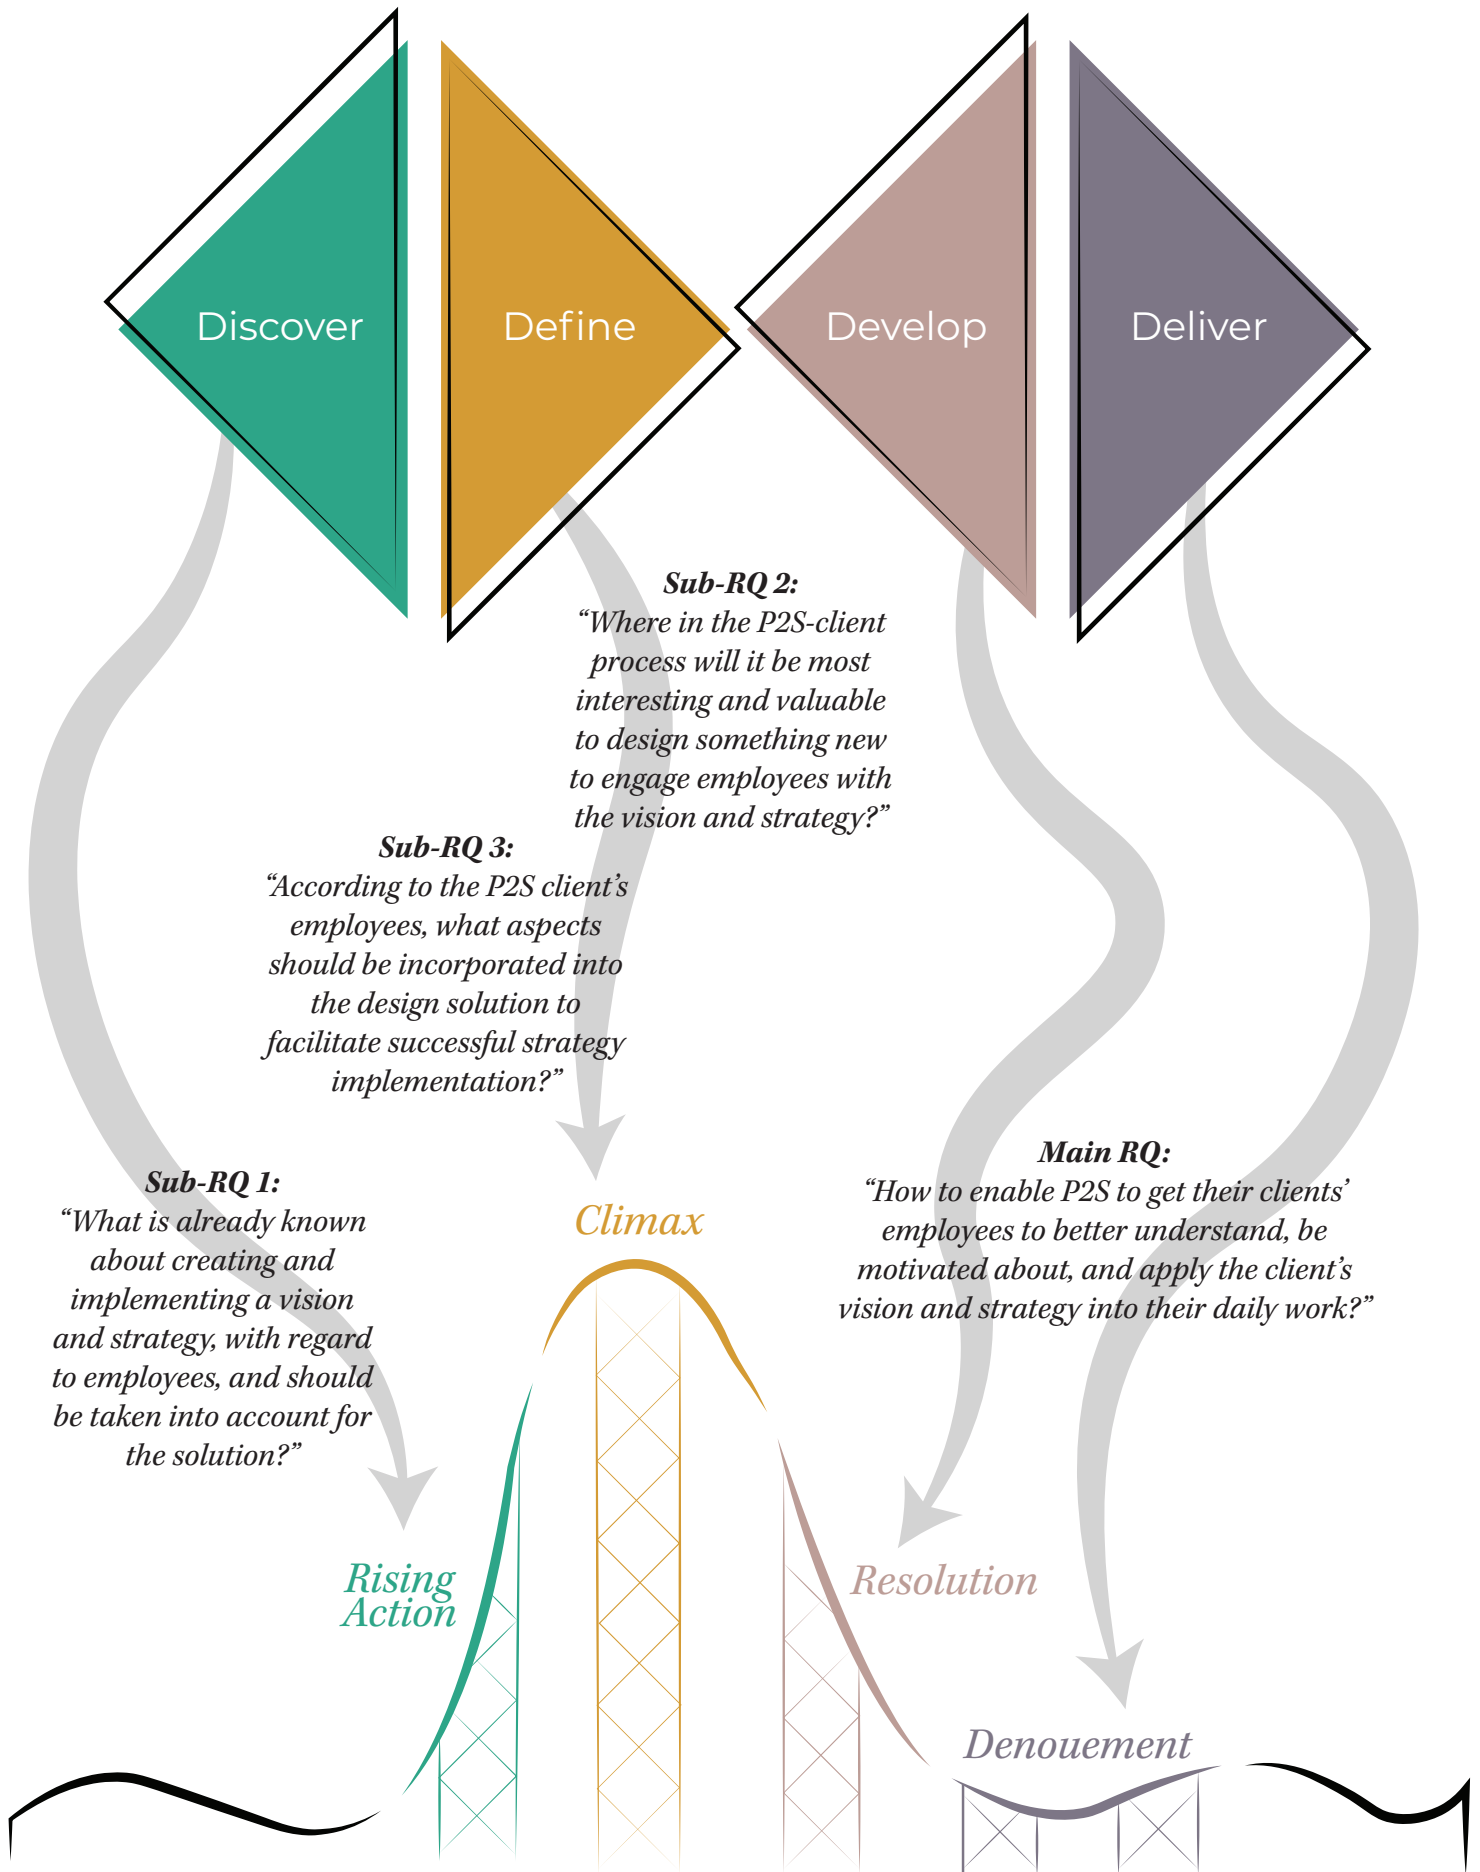 Discover
Define
Develop
Deliver
Sub-RQ 2:
“Where in the P2S-client
process will it be most
interesting and valuable
to design something new
to engage employees with
the vision and strategy?”
Sub-RQ 3:
“According to the P2S client’s
employees, what aspects
should be incorporated into
the design solution to
facilitate successful strategy
implementation?”
Sub-RQ 1:
“What is already known
about creating and
implementing a vision
and strategy, with regard
to employees, and should
be taken into account for
the solution?”
Main RQ:
“How to enable P2S to get their clients’
employees to better understand, be
motivated about, and apply the client’s
vision and strategy into their daily work?”
Climax
Rising
Action
Resolution
Denouement